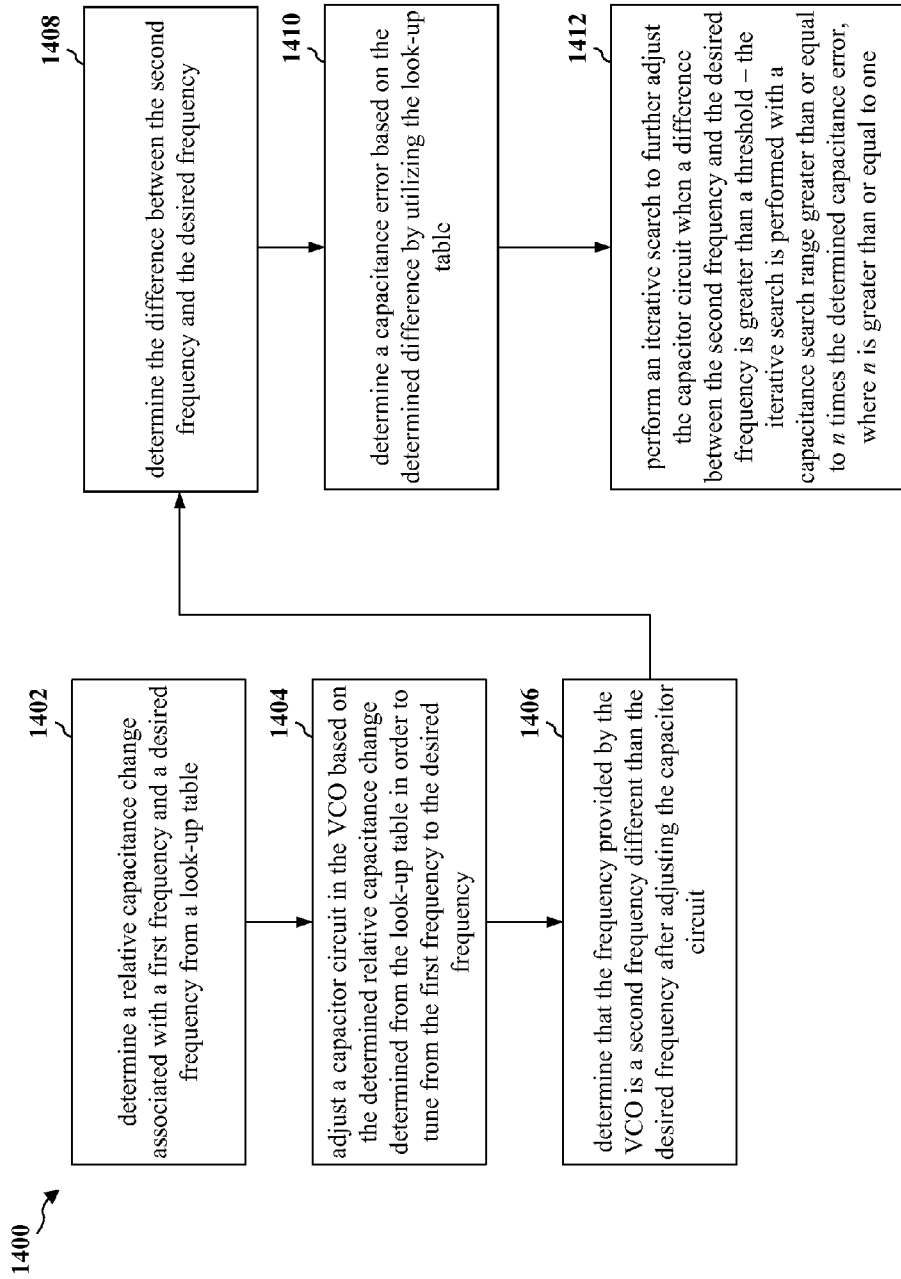 1400
1402
determine a relative capacitance change
associated with a first frequency and a desired
frequency from a look-up table
1404
adjust a capacitor circuit in the VCO based on
the determined relative capacitance change
determined from the look-up table in order to
tune from the first frequency to the desired
frequency
1406
determine that the frequency provided by the
VCO is a second frequency different than the
desired frequency after adjusting the capacitor
circuit
1408
determine the difference between the second
frequency and the desired frequency
1410
determine a capacitance error based on the
determined difference by utilizing the look-up
table
1412
perform an iterative search to further adjust
the capacitor circuit when a difference
between the second frequency and the desired
frequency is greater than a threshold – the
iterative search is performed with a
capacitance search range greater than or equal
to n times the determined capacitance error,
where n is greater than or equal to one